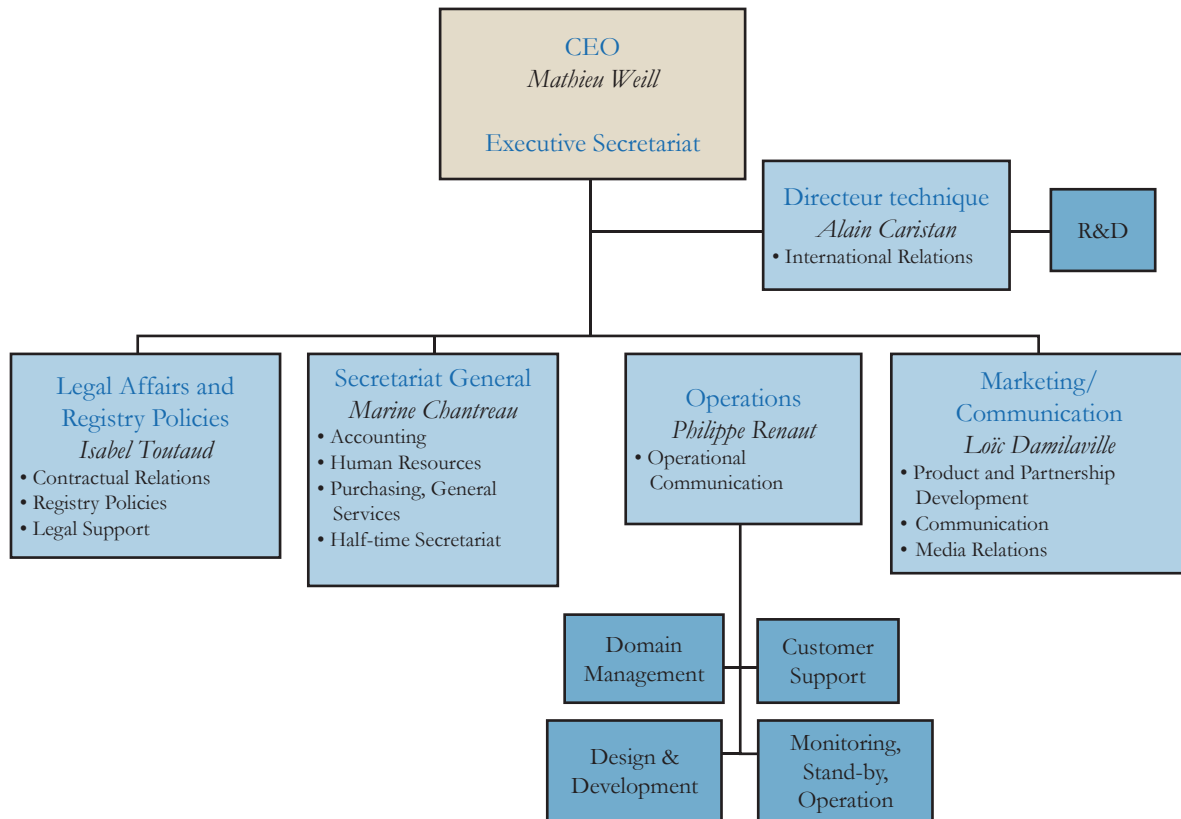 CEO
Mathieu Weill
Executive Secretariat
Directeur technique
Alain Caristan
• International Relations
R&D
Legal Affairs and
Registry Policies
Isabel Toutaud
• Contractual Relations
• Registry Policies
• Legal Support
Secretariat General
Marine Chantreau
• Accounting
• Human Resources
• Purchasing, General
Services
• Half-time Secretariat
Operations
Philippe Renaut
• Operational
Communication
Marketing/
Communication
Loïc Damilaville
• Product and Partnership
Development
• Communication
• Media Relations
Domain
Management
Customer
Support
Design &
Development
Monitoring,
Stand-by,
Operation